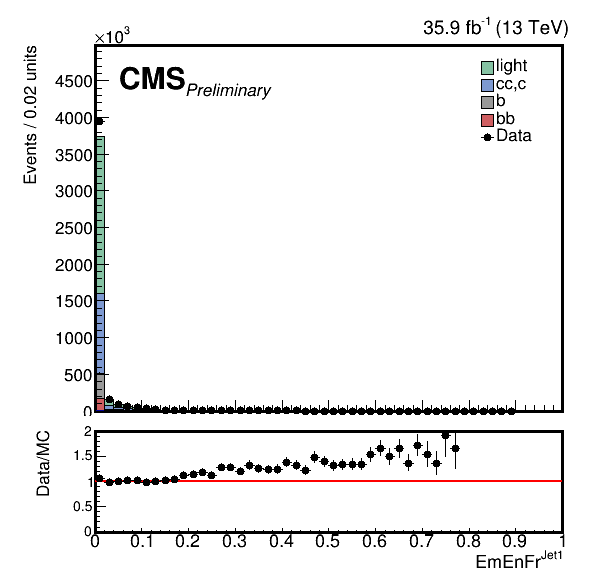 ×10³
35.9 fb⁻¹ (13 TeV)
CMS Preliminary
light
cc,c
b
bb
Data
Events / 0.02 units
4500
4000
3500
3000
2500
2000
1500
1000
500
0
Data/MC
2
1.5
1
0.5
0
0 0.1 0.2 0.3 0.4 0.5 0.6 0.7 0.8 0.9 1
EmEnFr^Jet1